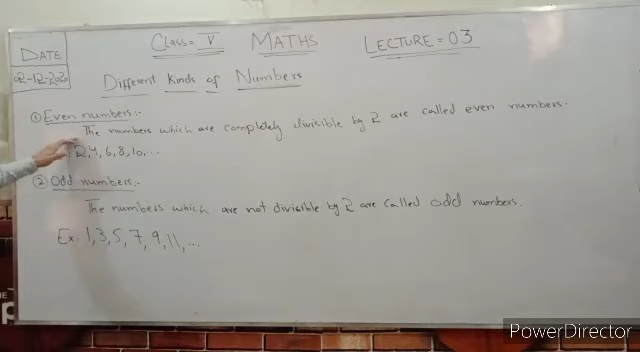 DATE
02-12-2020
Class= V MATHS LECTURE = 03
Different Kinds of Numbers
① Even numbers:-
The numbers which are completely divisible by 2 are called even numbers.
2, 4, 6, 8, 10, ...
② Odd numbers:-
The numbers which are not divisible by 2 are called odd numbers.
Ex. 1, 3, 5, 7, 9, 11, ...
PowerDirector